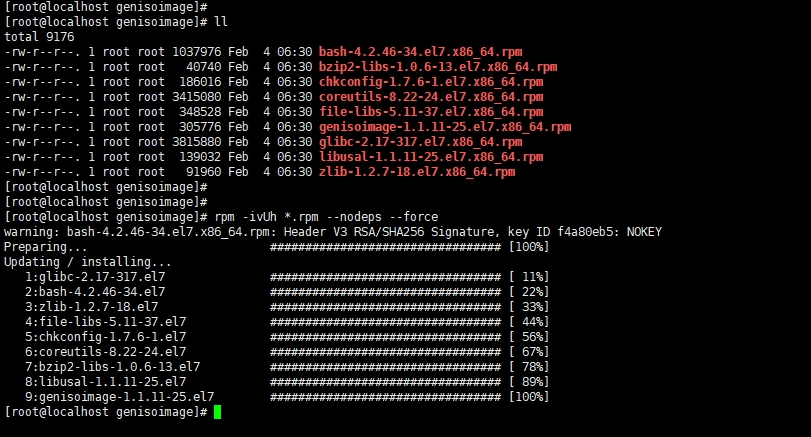 [root@localhost genisoimage]#
[root@localhost genisoimage]# ll
total 9176
-rw-r--r--. 1 root root 1037976 Feb  4 06:30 bash-4.2.46-34.el7.x86_64.rpm
-rw-r--r--. 1 root root   40740 Feb  4 06:30 bzip2-libs-1.0.6-13.el7.x86_64.rpm
-rw-r--r--. 1 root root  186016 Feb  4 06:30 chkconfig-1.7.6-1.el7.x86_64.rpm
-rw-r--r--. 1 root root 3415080 Feb  4 06:30 coreutils-8.22-24.el7.x86_64.rpm
-rw-r--r--. 1 root root  348528 Feb  4 06:30 file-libs-5.11-37.el7.x86_64.rpm
-rw-r--r--. 1 root root  305776 Feb  4 06:30 genisoimage-1.1.11-25.el7.x86_64.rpm
-rw-r--r--. 1 root root 3815880 Feb  4 06:30 glibc-2.17-317.el7.x86_64.rpm
-rw-r--r--. 1 root root  139032 Feb  4 06:30 libusal-1.1.11-25.el7.x86_64.rpm
-rw-r--r--. 1 root root   91960 Feb  4 06:30 zlib-1.2.7-18.el7.x86_64.rpm
[root@localhost genisoimage]#
[root@localhost genisoimage]#
[root@localhost genisoimage]# rpm -ivUh *.rpm --nodeps --force
warning: bash-4.2.46-34.el7.x86_64.rpm: Header V3 RSA/SHA256 Signature, key ID f4a80eb5: NOKEY
Preparing...                          ################################# [100%]
Updating / installing...
   1:glibc-2.17-317.el7               ################################# [ 11%]
   2:bash-4.2.46-34.el7               ################################# [ 22%]
   3:zlib-1.2.7-18.el7                ################################# [ 33%]
   4:file-libs-5.11-37.el7            ################################# [ 44%]
   5:chkconfig-1.7.6-1.el7            ################################# [ 56%]
   6:coreutils-8.22-24.el7            ################################# [ 67%]
   7:bzip2-libs-1.0.6-13.el7          ################################# [ 78%]
   8:libusal-1.1.11-25.el7            ################################# [ 89%]
   9:genisoimage-1.1.11-25.el7        ################################# [100%]
[root@localhost genisoimage]#